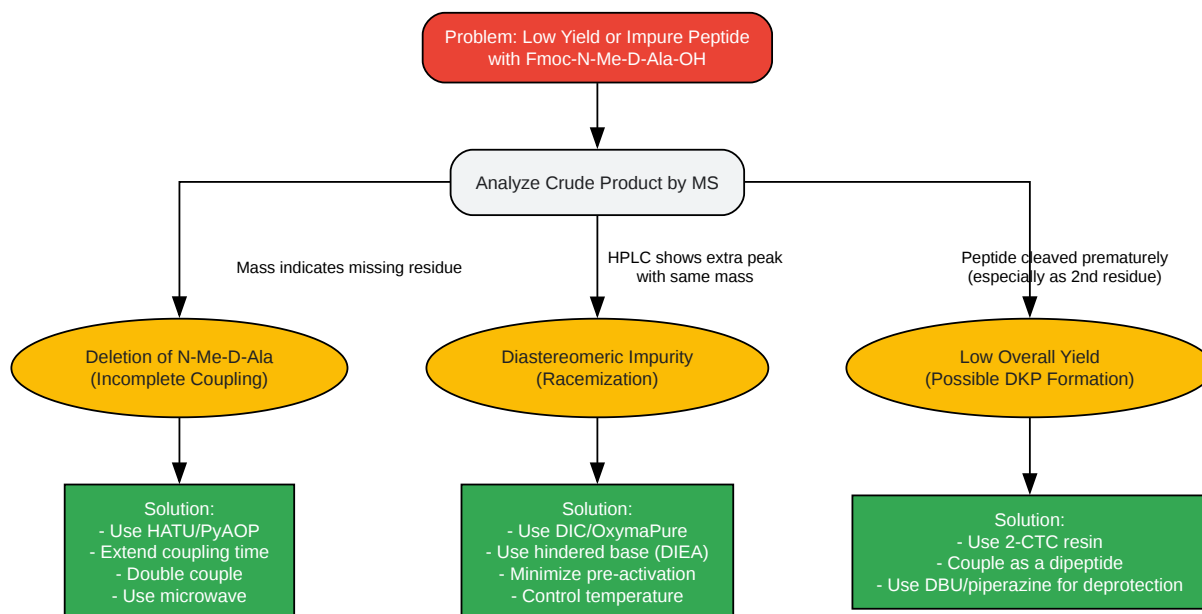 Problem: Low Yield or Impure Peptide
with Fmoc-N-Me-D-Ala-OH
Analyze Crude Product by MS
Mass indicates missing residue
HPLC shows extra peak
with same mass
Peptide cleaved prematurely
(especially as 2nd residue)
Deletion of N-Me-D-Ala
(Incomplete Coupling)
Diastereomeric Impurity
(Racemization)
Low Overall Yield
(Possible DKP Formation)
Solution:
- Use HATU/PyAOP
- Extend coupling time
- Double couple
- Use microwave
Solution:
- Use DIC/OxymaPure
- Use hindered base (DIEA)
- Minimize pre-activation
- Control temperature
Solution:
- Use 2-CTC resin
- Couple as a dipeptide
- Use DBU/piperazine for deprotection